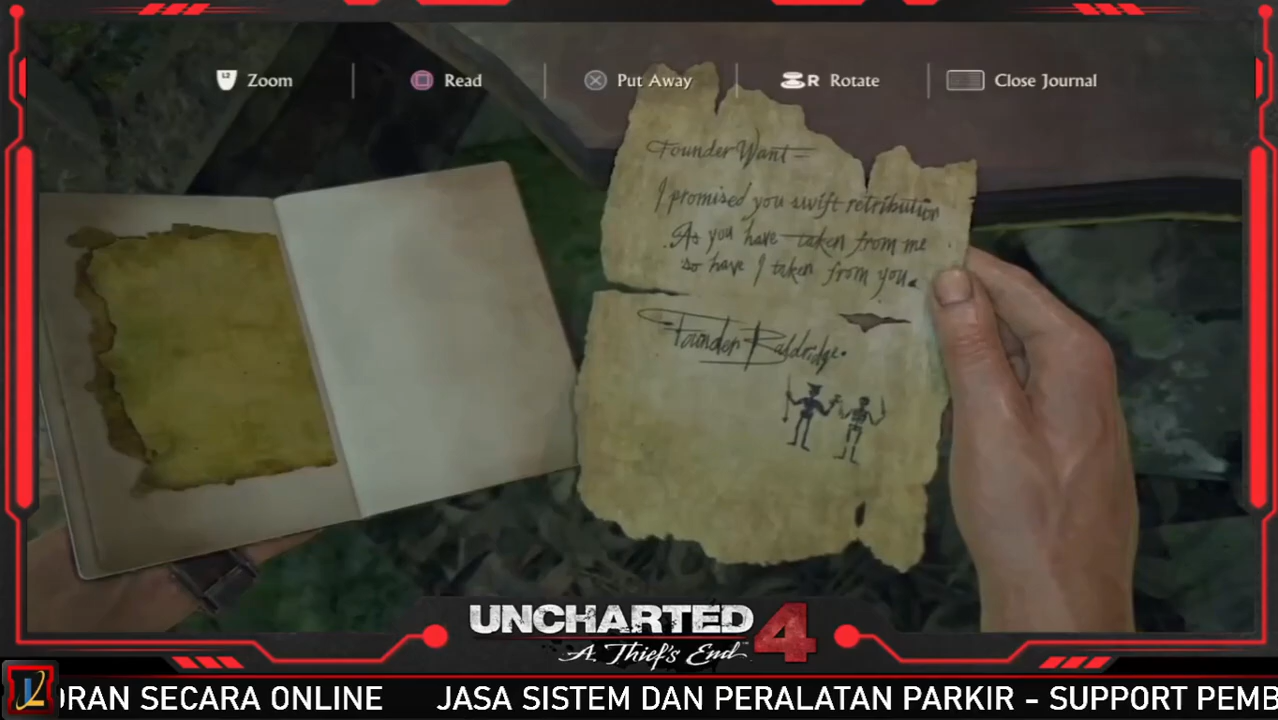 L2 Zoom
Read
Put Away
R Rotate
Close Journal
Founder Want-
I promised you swift retribution
As you have taken from me
so have I taken from you.
Founder Baldridge.
UNCHARTED 4
A Thief's End
ORAN SECARA ONLINE JASA SISTEM DAN PERALATAN PARKIR - SUPPORT PEMB